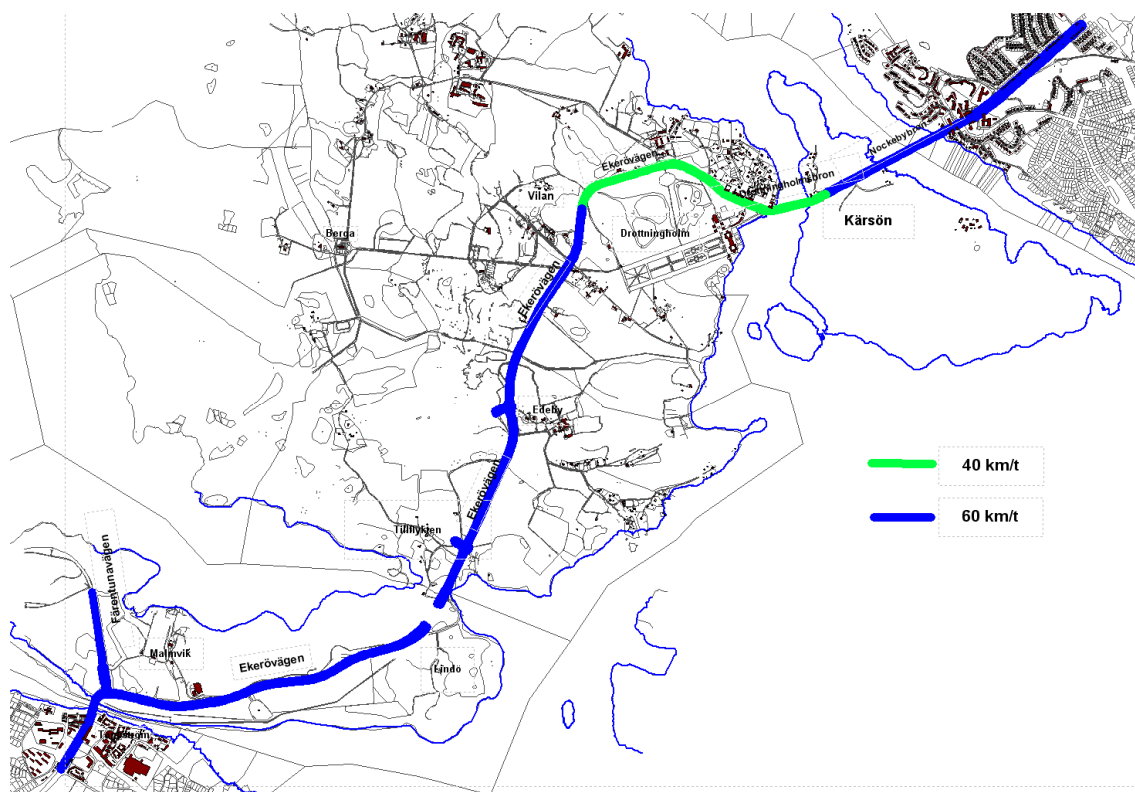 Nockebybron
Ekerövägen
Drottningholmsbron
Vilan
Kärsön
Berga
Drottningholm
Ekerövägen
Edeby
40 km/t
Ekerövägen
60 km/t
Tillflykten
Färentunavägen
Malmvik
Ekerövägen
Lindö